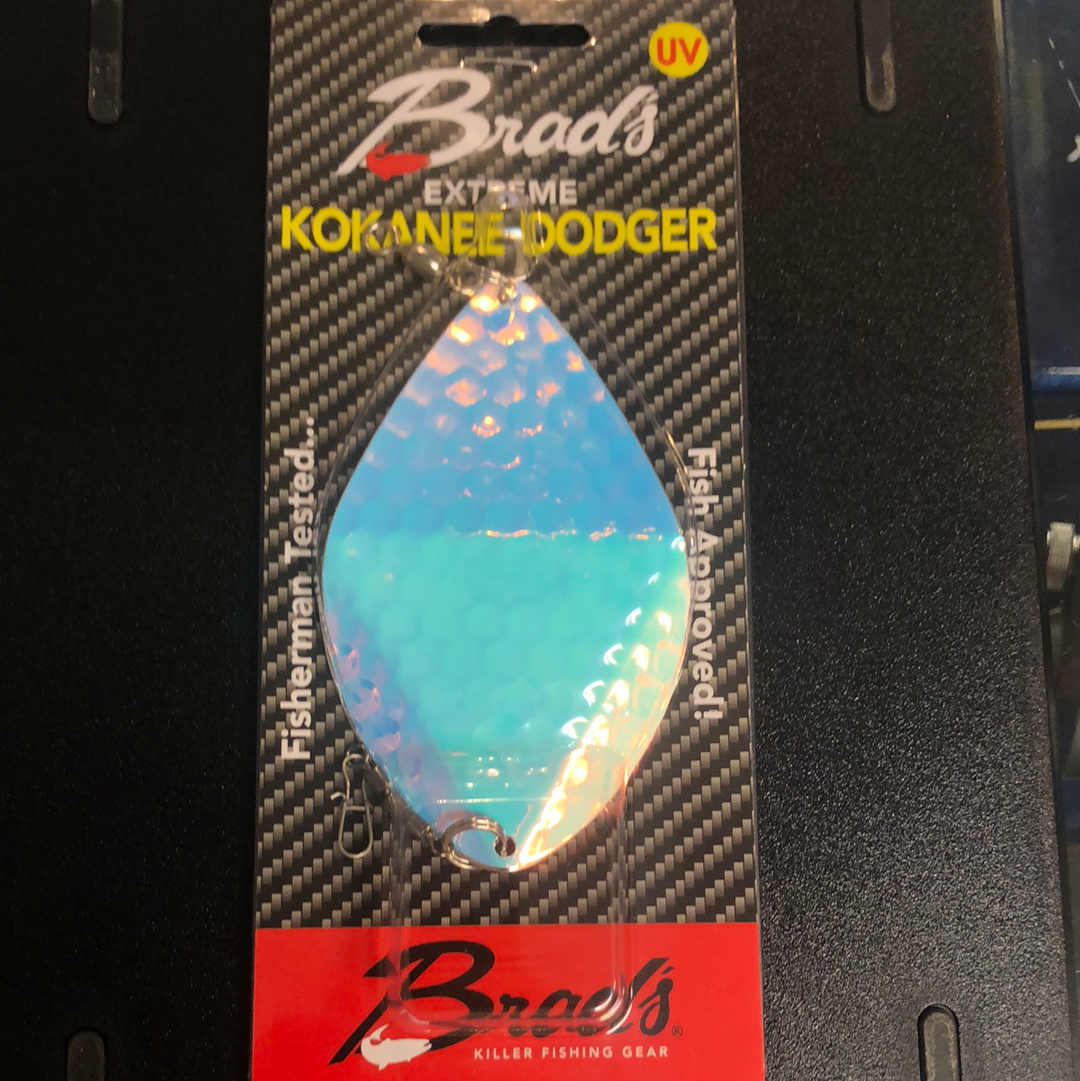 UV
Brad's®
EXTREME
KOKANEE DODGER
Fisherman Tested...
Fish Approved!
Brad's®
KILLER FISHING GEAR